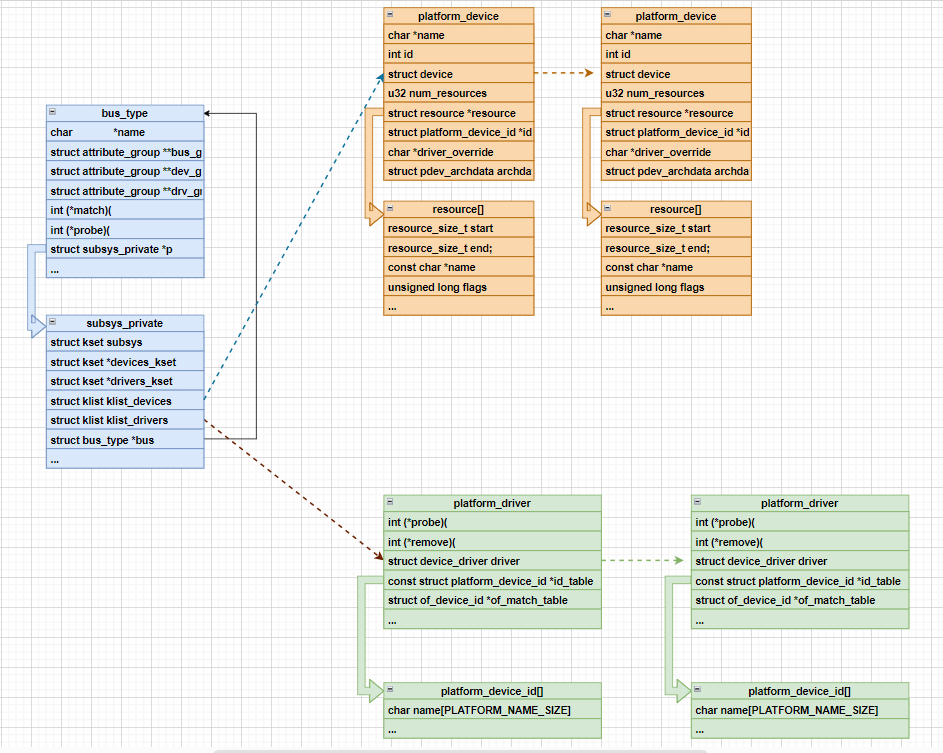 bus_type
char *name
struct attribute_group **bus_g
struct attribute_group **dev_g
struct attribute_group **drv_gr
int (*match)(
int (*probe)(
struct subsys_private *p
...
subsys_private
struct kset subsys
struct kset *devices_kset
struct kset *drivers_kset
struct klist klist_devices
struct klist klist_drivers
struct bus_type *bus
...
platform_device
char *name
int id
struct device
u32 num_resources
struct resource *resource
struct platform_device_id *id
char *driver_override
struct pdev_archdata archda
resource[]
resource_size_t start
resource_size_t end;
const char *name
unsigned long flags
...
platform_device
char *name
int id
struct device
u32 num_resources
struct resource *resource
struct platform_device_id *id
char *driver_override
struct pdev_archdata archda
resource[]
resource_size_t start
resource_size_t end;
const char *name
unsigned long flags
...
platform_driver
int (*probe)(
int (*remove)(
struct device_driver driver
const struct platform_device_id *id_table
struct of_device_id *of_match_table
...
platform_device_id[]
char name[PLATFORM_NAME_SIZE]
...
platform_driver
int (*probe)(
int (*remove)(
struct device_driver driver
const struct platform_device_id *id_table
struct of_device_id *of_match_table
...
platform_device_id[]
char name[PLATFORM_NAME_SIZE]
...